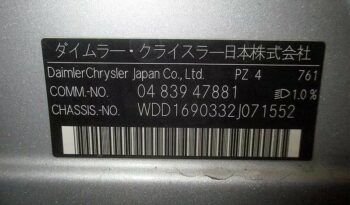 ダイムラー・クライスラー日本株式会社
DaimlerChrysler Japan Co., Ltd. PZ 4 761
COMM.-NO. 04 839 47881 1.0 %
CHASSIS.-NO. WDD1690332J071552